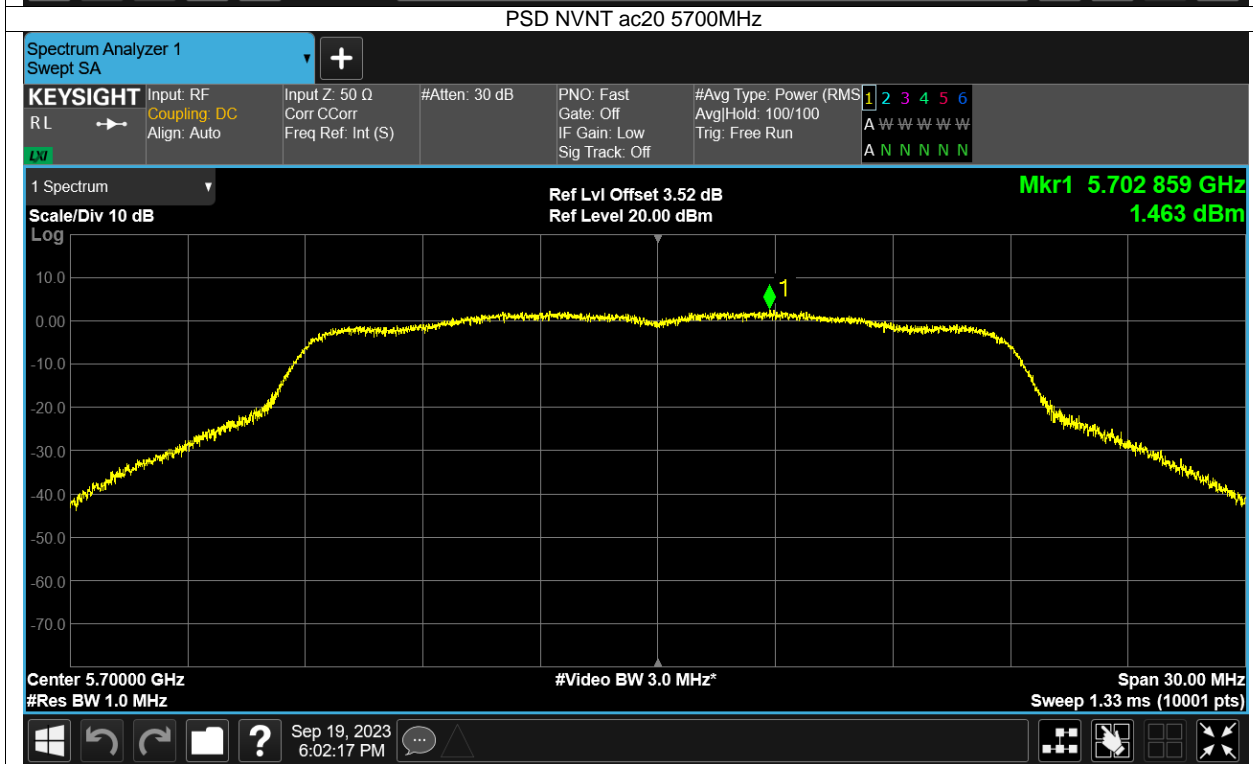 PSD NVNT ac20 5700MHz
Spectrum Analyzer 1
Swept SA
+
KEYSIGHT
R L
LXI
Input: RF
Coupling: DC
Align: Auto
Input Z: 50 Ω
Corr CCorr
Freq Ref: Int (S)
#Atten: 30 dB
PNO: Fast
Gate: Off
IF Gain: Low
Sig Track: Off
#Avg Type: Power (RMS
Avg|Hold: 100/100
Trig: Free Run
1 2 3 4 5 6
A W W W W W
A N N N N N
1 Spectrum
Scale/Div 10 dB
Log
Ref Lvl Offset 3.52 dB
Ref Level 20.00 dBm
Mkr1 5.702 859 GHz
1.463 dBm
1
10.0
0.00
-10.0
-20.0
-30.0
-40.0
-50.0
-60.0
-70.0
Center 5.70000 GHz
#Res BW 1.0 MHz
#Video BW 3.0 MHz*
Span 30.00 MHz
Sweep 1.33 ms (10001 pts)
?
Sep 19, 2023
6:02:17 PM